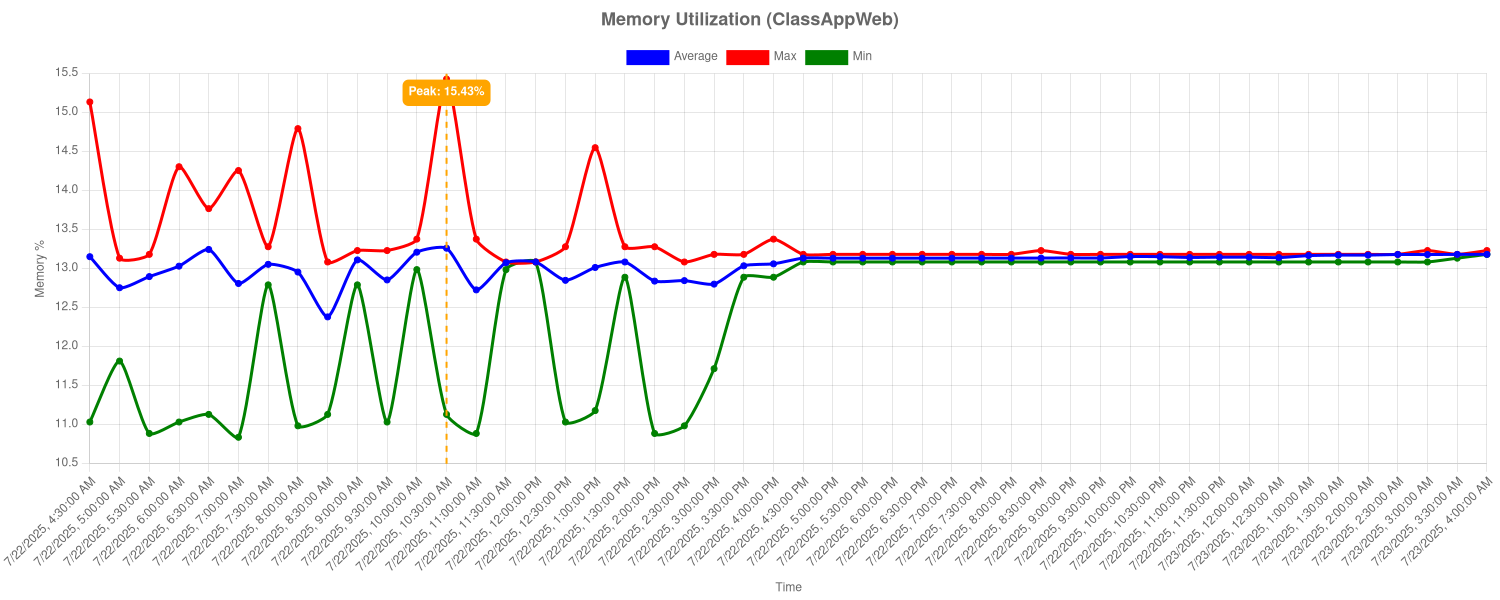 Memory Utilization (ClassAppWeb)
Average Max Min
15.5
15.0
14.5
14.0
13.5
13.0
12.5
12.0
11.5
11.0
10.5
Memory %
Peak: 15.43%
7/22/2025, 4:30:00 AM
7/22/2025, 5:00:00 AM
7/22/2025, 5:30:00 AM
7/22/2025, 6:00:00 AM
7/22/2025, 6:30:00 AM
7/22/2025, 7:00:00 AM
7/22/2025, 7:30:00 AM
7/22/2025, 8:00:00 AM
7/22/2025, 8:30:00 AM
7/22/2025, 9:00:00 AM
7/22/2025, 9:30:00 AM
7/22/2025, 10:00:00 AM
7/22/2025, 10:30:00 AM
7/22/2025, 11:00:00 AM
7/22/2025, 11:30:00 AM
7/22/2025, 12:00:00 PM
7/22/2025, 12:30:00 PM
7/22/2025, 1:00:00 PM
7/22/2025, 1:30:00 PM
7/22/2025, 2:00:00 PM
7/22/2025, 2:30:00 PM
7/22/2025, 3:00:00 PM
7/22/2025, 3:30:00 PM
7/22/2025, 4:00:00 PM
7/22/2025, 4:30:00 PM
7/22/2025, 5:00:00 PM
7/22/2025, 5:30:00 PM
7/22/2025, 6:00:00 PM
7/22/2025, 6:30:00 PM
7/22/2025, 7:00:00 PM
7/22/2025, 7:30:00 PM
7/22/2025, 8:00:00 PM
7/22/2025, 8:30:00 PM
7/22/2025, 9:00:00 PM
7/22/2025, 9:30:00 PM
7/22/2025, 10:00:00 PM
7/22/2025, 10:30:00 PM
7/22/2025, 11:00:00 PM
7/22/2025, 11:30:00 PM
7/23/2025, 12:00:00 AM
7/23/2025, 12:30:00 AM
7/23/2025, 1:00:00 AM
7/23/2025, 1:30:00 AM
7/23/2025, 2:00:00 AM
7/23/2025, 2:30:00 AM
7/23/2025, 3:00:00 AM
7/23/2025, 3:30:00 AM
7/23/2025, 4:00:00 AM
Time